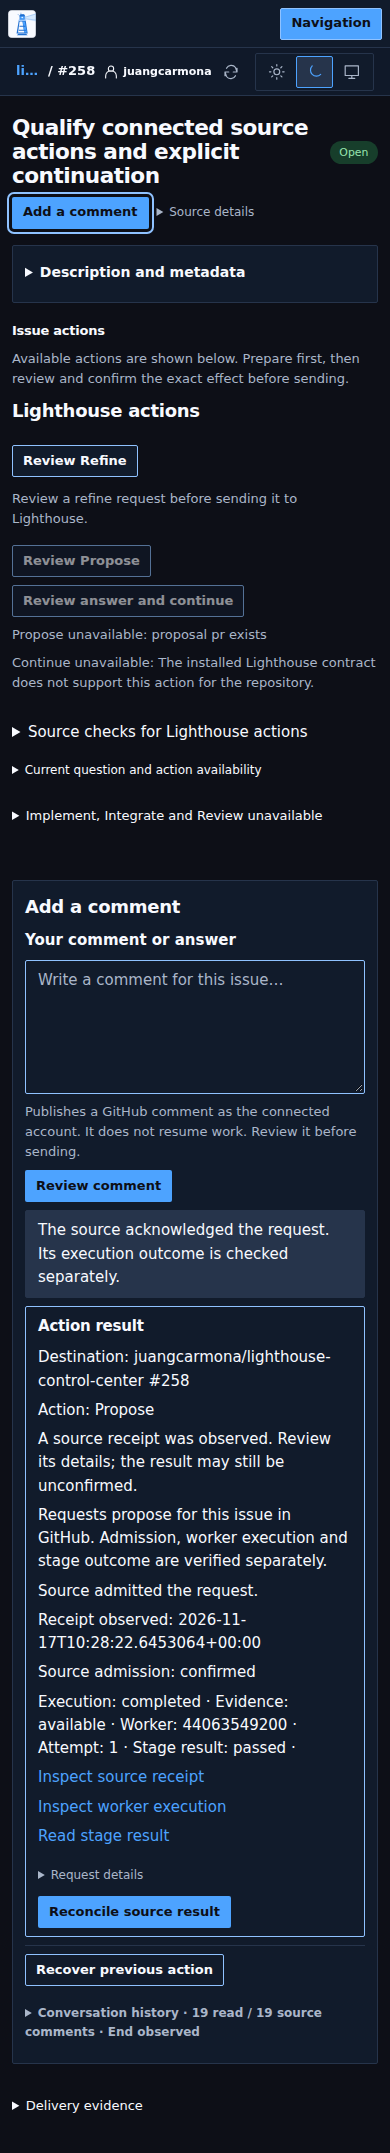 Navigation
li… / #258 juangcarmona
Qualify connected source
actions and explicit
continuation
Open
Add a comment
Source details
Description and metadata
Issue actions
Available actions are shown below. Prepare first, then
review and confirm the exact effect before sending.
Lighthouse actions
Review Refine
Review a refine request before sending it to
Lighthouse.
Review Propose
Review answer and continue
Propose unavailable: proposal pr exists
Continue unavailable: The installed Lighthouse contract
does not support this action for the repository.
Source checks for Lighthouse actions
Current question and action availability
Implement, Integrate and Review unavailable
Add a comment
Your comment or answer
Write a comment for this issue…
Publishes a GitHub comment as the connected
account. It does not resume work. Review it before
sending.
Review comment
The source acknowledged the request.
Its execution outcome is checked
separately.
Action result
Destination: juangcarmona/lighthouse-
control-center #258
Action: Propose
A source receipt was observed. Review
its details; the result may still be
unconfirmed.
Requests propose for this issue in
GitHub. Admission, worker execution and
stage outcome are verified separately.
Source admitted the request.
Receipt observed: 2026-11-
17T10:28:22.6453064+00:00
Source admission: confirmed
Execution: completed · Evidence:
available · Worker: 44063549200 ·
Attempt: 1 · Stage result: passed ·
Inspect source receipt
Inspect worker execution
Read stage result
Request details
Reconcile source result
Recover previous action
Conversation history · 19 read / 19 source
comments · End observed
Delivery evidence